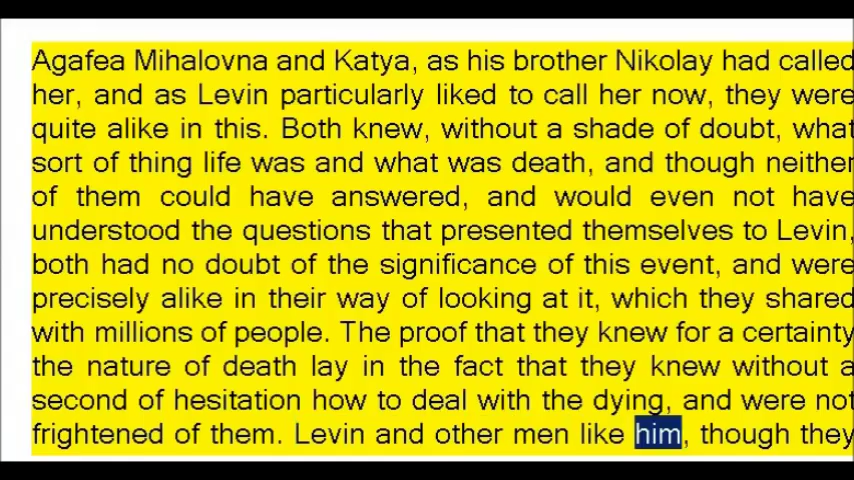 Agafea Mihalovna and Katya, as his brother Nikolay had called
her, and as Levin particularly liked to call her now, they were
quite alike in this. Both knew, without a shade of doubt, what
sort of thing life was and what was death, and though neither
of them could have answered, and would even not have
understood the questions that presented themselves to Levin,
both had no doubt of the significance of this event, and were
precisely alike in their way of looking at it, which they shared
with millions of people. The proof that they knew for a certainty
the nature of death lay in the fact that they knew without a
second of hesitation how to deal with the dying, and were not
frightened of them. Levin and other men like him, though they